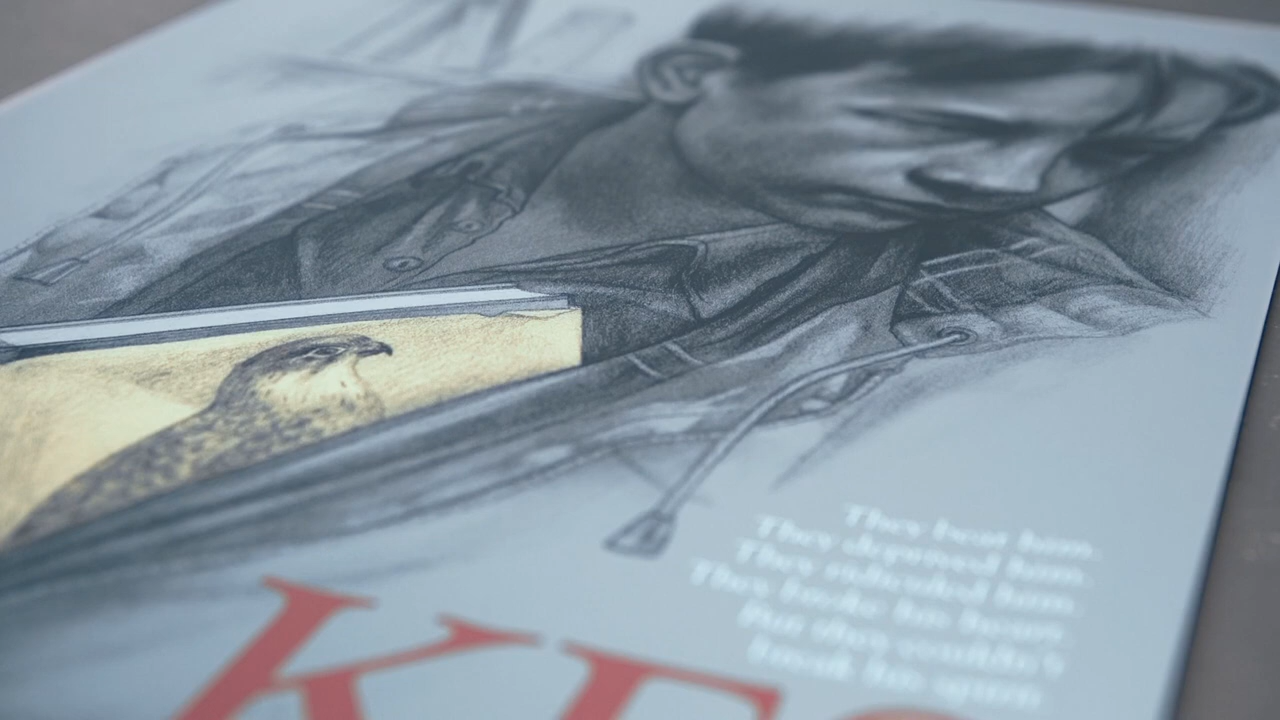 They beat him.
They deprived him.
They ridiculed him.
They broke his heart.
But they couldn't
break his spirit.
KES